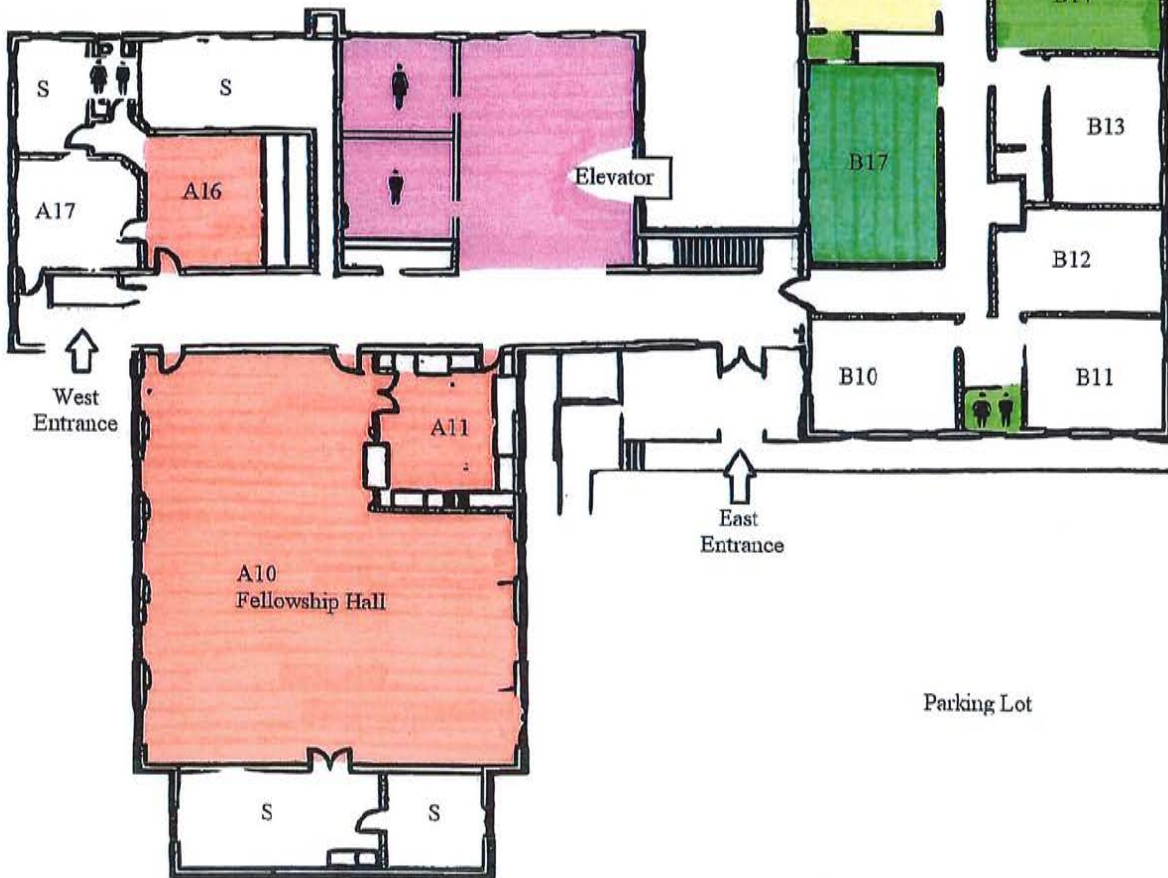 S
S
A17
A16
Elevator
B17
B13
B12
B10
B11
West
Entrance
A11
East
Entrance
A10
Fellowship Hall
Parking Lot
S
S